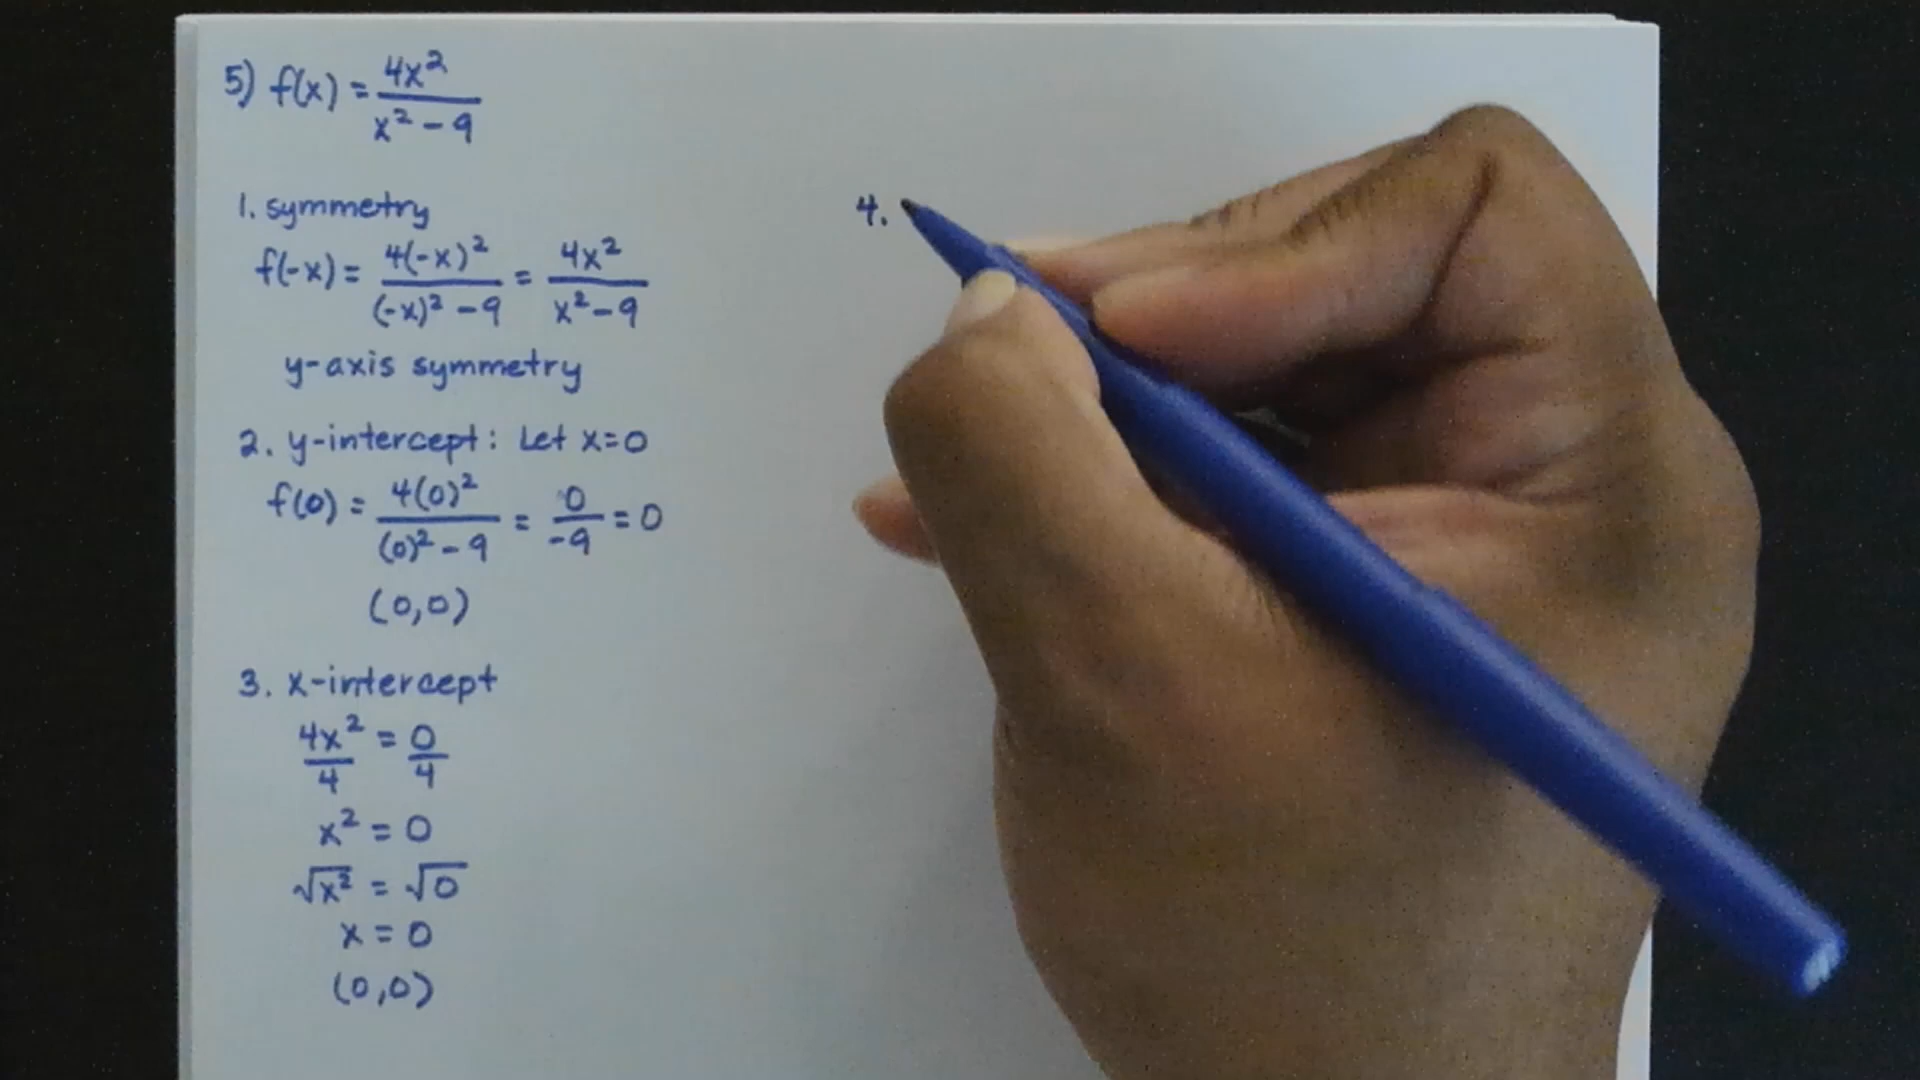 5) f(x) = 4x² / x² - 9
1. symmetry
f(-x) = 4(-x)² / (-x)² - 9 = 4x² / x² - 9
y-axis symmetry
2. y-intercept: Let x=0
f(0) = 4(0)² / (0)² - 9 = 0 / -9 = 0
(0,0)
3. x-intercept
4x² / 4 = 0 / 4
x² = 0
√x² = √0
x = 0
(0,0)
4.